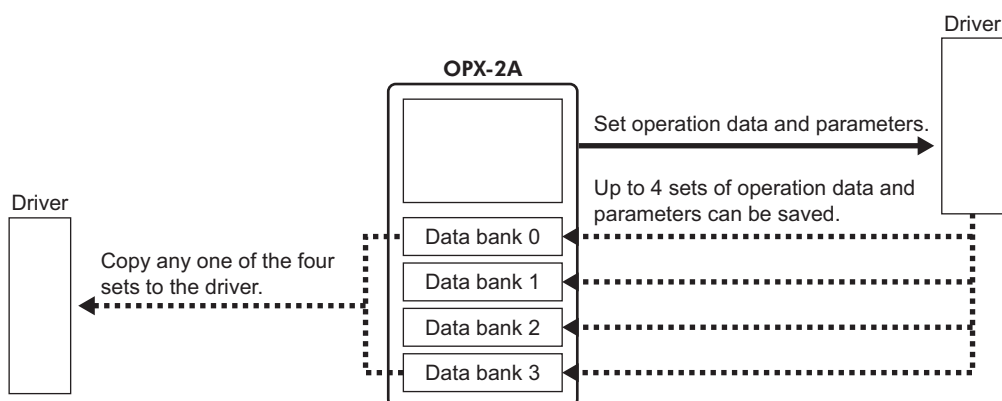 Driver
OPX-2A
Set operation data and parameters.
Up to 4 sets of operation data and
parameters can be saved.
Driver
Copy any one of the four
sets to the driver.
Data bank 0
Data bank 1
Data bank 2
Data bank 3